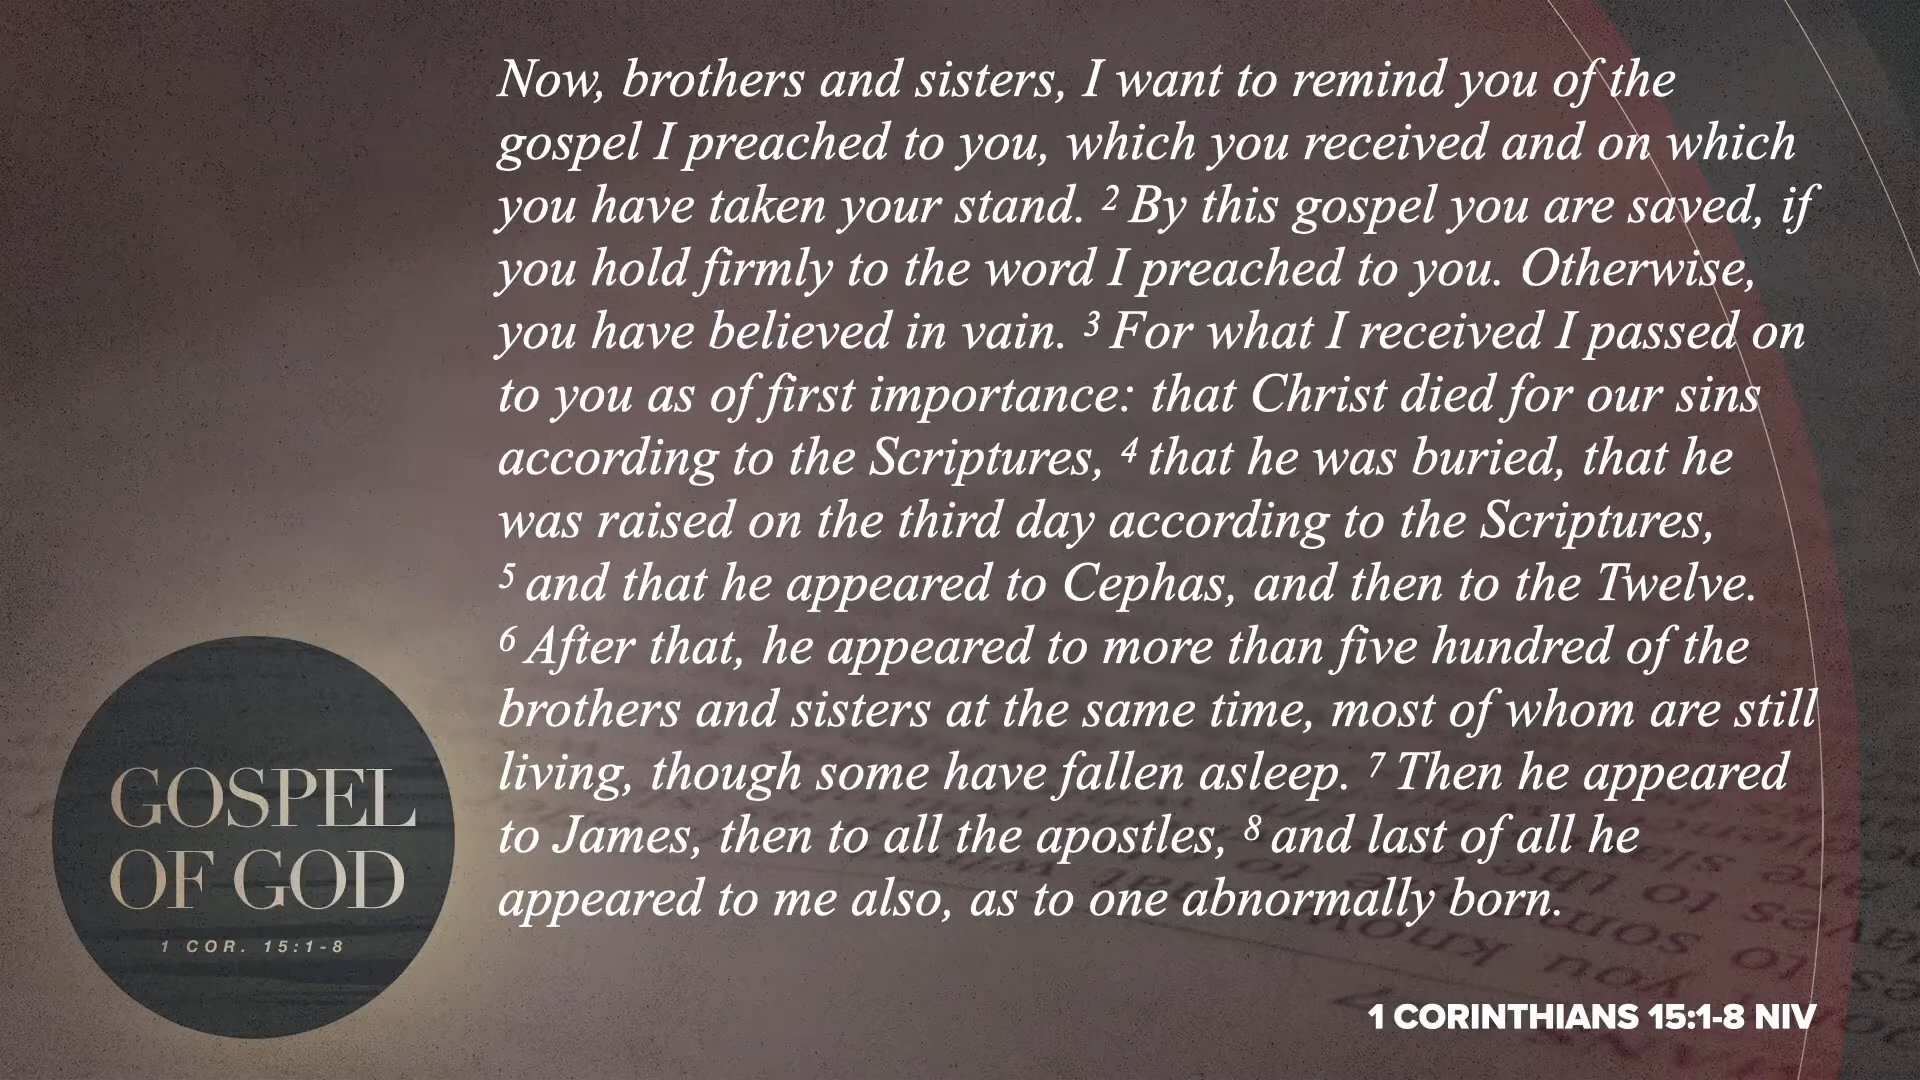 Now, brothers and sisters, I want to remind you of the
gospel I preached to you, which you received and on which
you have taken your stand. ² By this gospel you are saved, if
you hold firmly to the word I preached to you. Otherwise,
you have believed in vain. ³ For what I received I passed on
to you as of first importance: that Christ died for our sins
according to the Scriptures, ⁴ that he was buried, that he
was raised on the third day according to the Scriptures,
⁵ and that he appeared to Cephas, and then to the Twelve.
⁶ After that, he appeared to more than five hundred of the
brothers and sisters at the same time, most of whom are still
living, though some have fallen asleep. ⁷ Then he appeared
to James, then to all the apostles, ⁸ and last of all he
appeared to me also, as to one abnormally born.
GOSPEL
OF GOD
1 COR. 15:1-8
1 CORINTHIANS 15:1-8 NIV